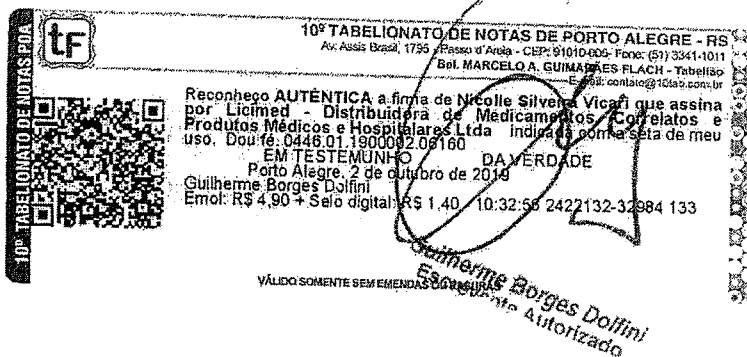 10º TABELIONATO DE NOTAS DE PORTO ALEGRE - RS
Av. Assis Brasil, 1795 - Passo d'Areia - CEP: 91010-005- Fone: (51) 3341-1011
Bel. MARCELO A. GUIMARÃES FLACH - Tabelião
E-mail: contato@10tab.com.br
tF
10º TABELIONATO DE NOTAS POA
Reconheço AUTÊNTICA a firma de Nicolle Silveira Vicari que assina
por Licimed - Distribuidora de Medicamentos, Correlatos e
Produtos Médicos e Hospitalares Ltda indicada com a seta de meu
uso. Dou fé. 0446.01.1900002.06160
EM TESTEMUNHO DA VERDADE
Porto Alegre, 2 de outubro de 2019
Guilherme Borges Dolfini
Emol: R$ 4,90 + Selo digital: R$ 1,40 10:32:56 2422132-32984 133
VÁLIDO SOMENTE SEM EMENDAS OU RASURAS
Guilherme Borges Dolfini
Escrevente Autorizado